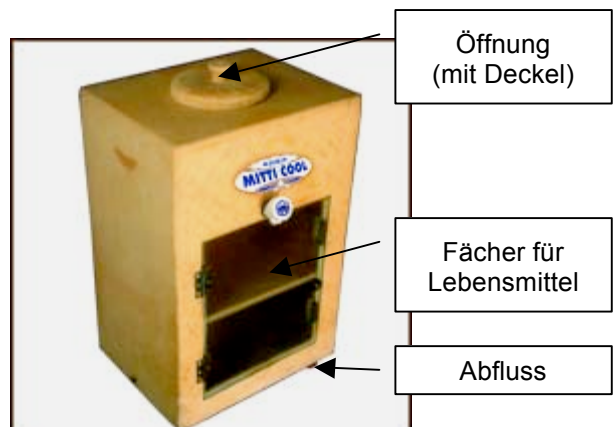 Öffnung
(mit Deckel)
MITTI COOL
Fächer für
Lebensmittel
Abfluss